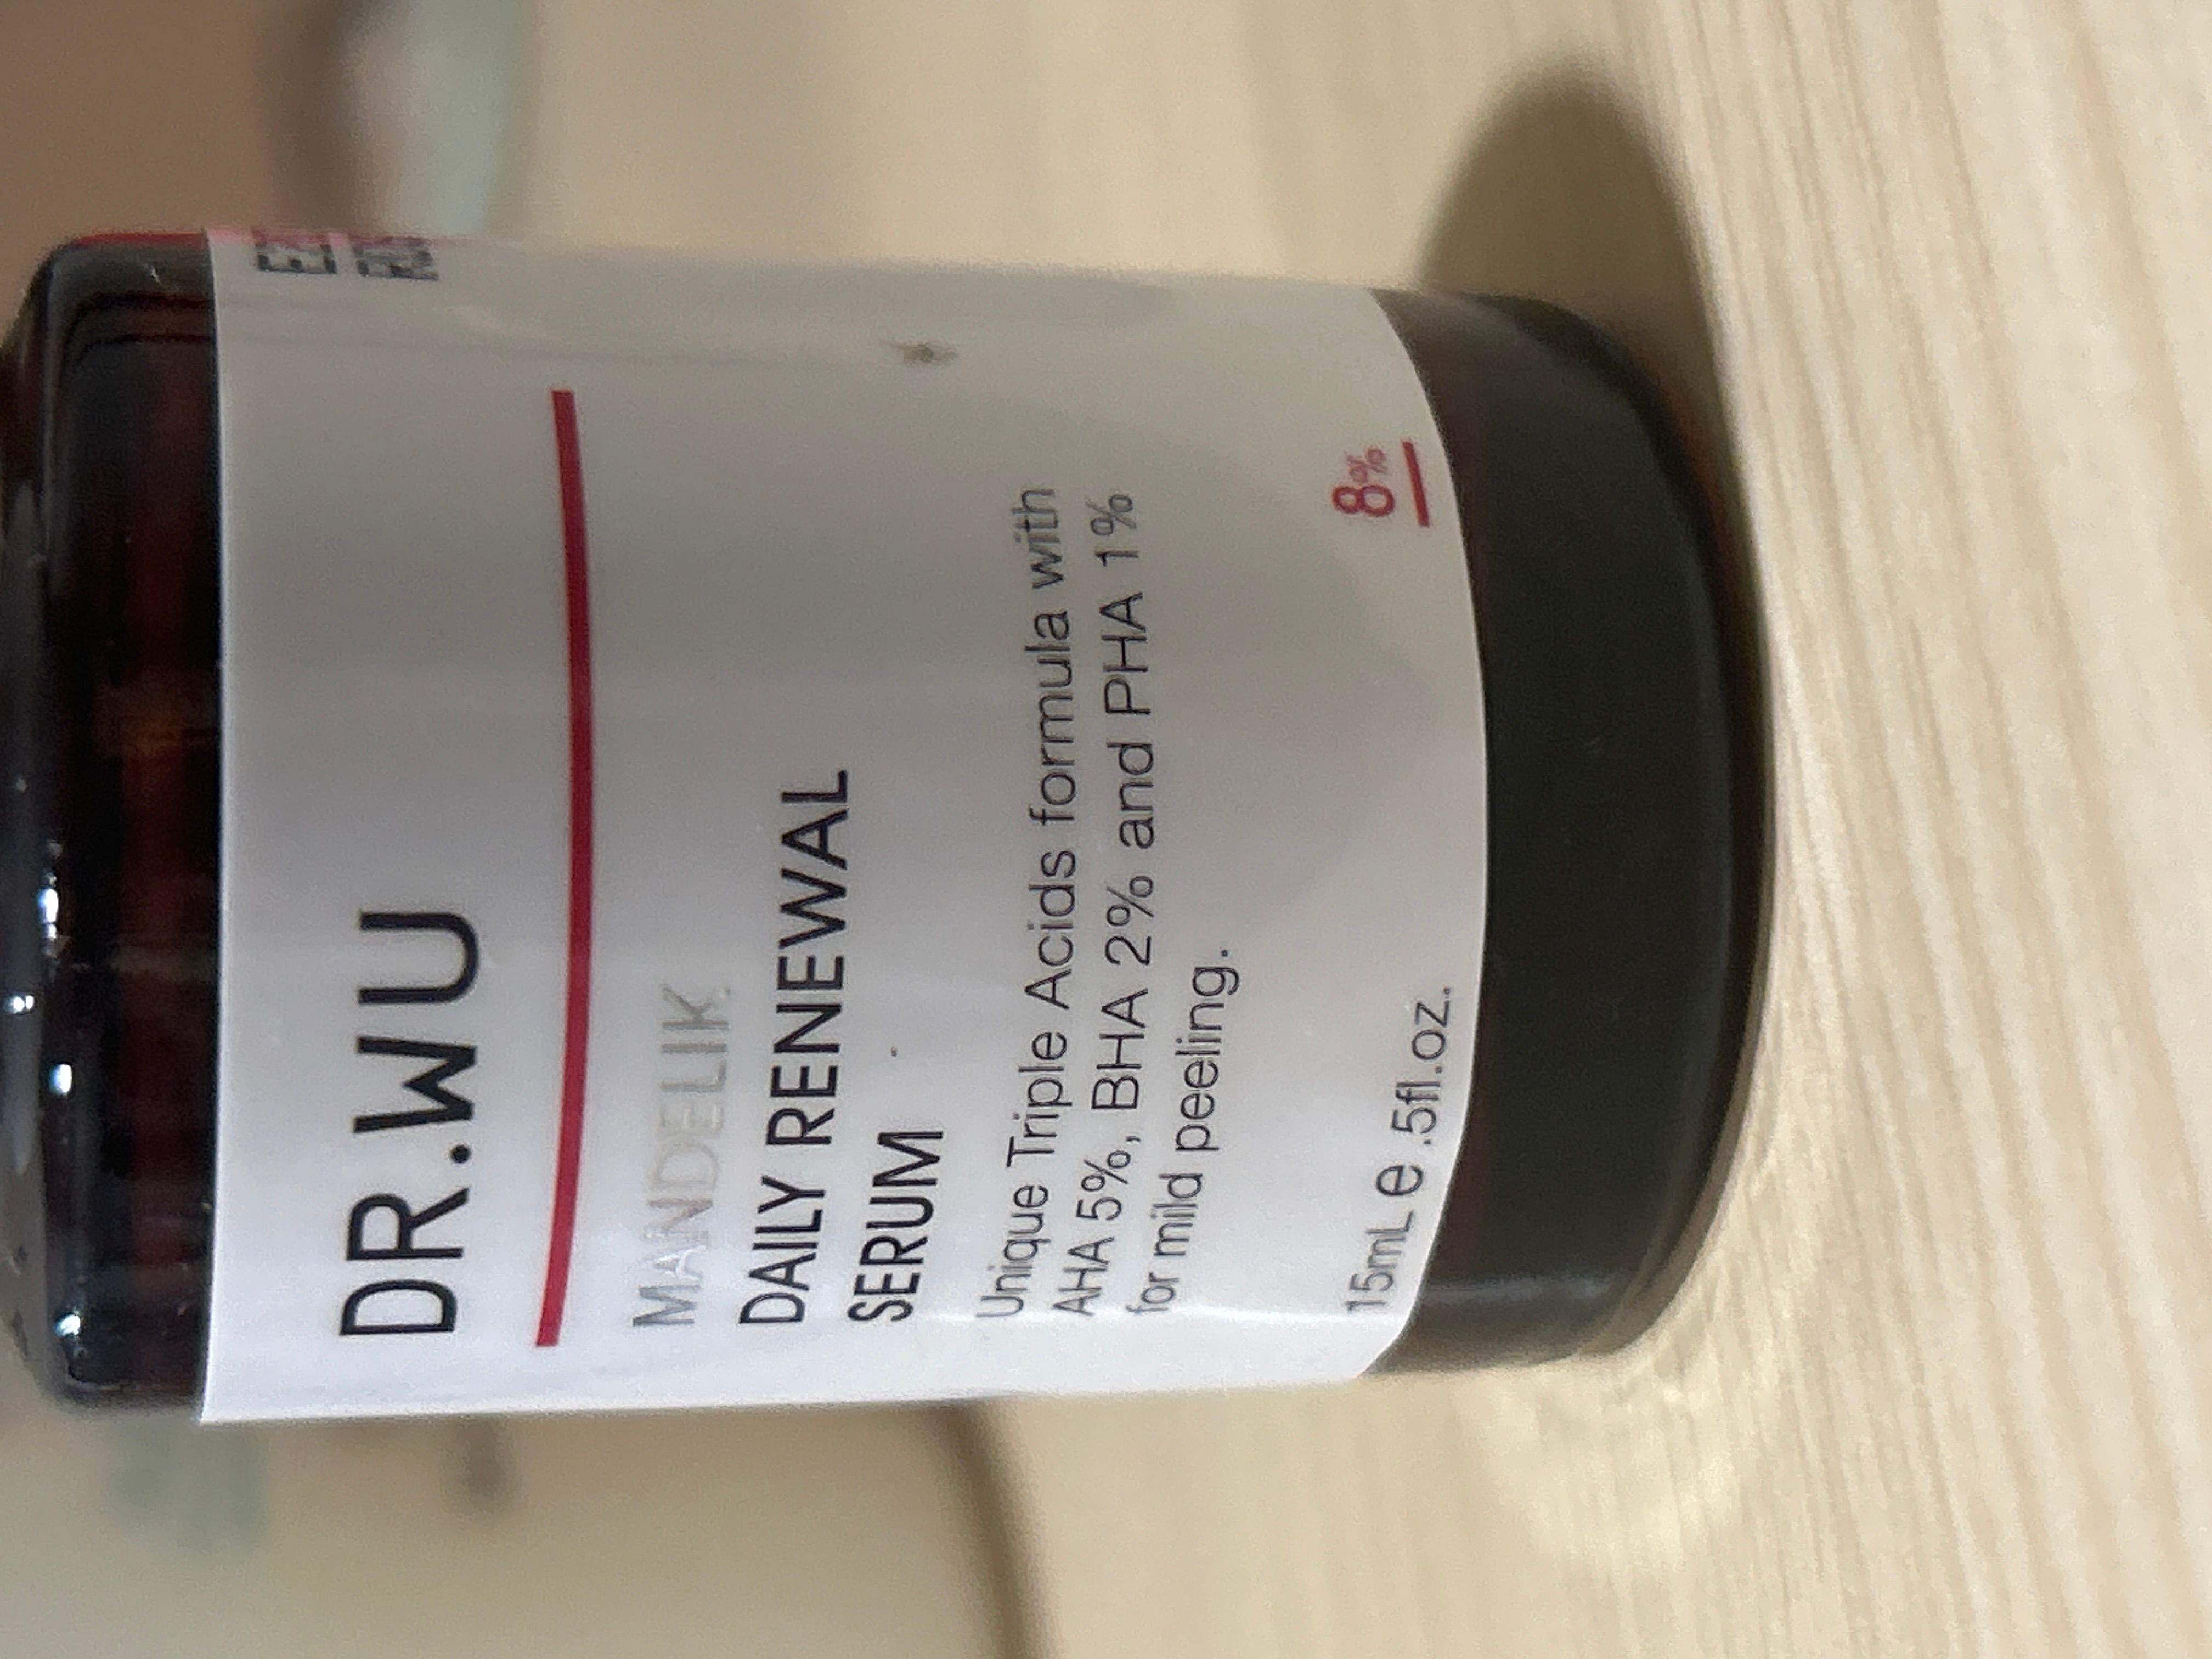 DR.WU
MANDELIK
DAILY RENEWAL
SERUM
Unique Triple Acids formula with
AHA 5%, BHA 2% and PHA 1%
for mild peeling.
15mL e .5fl.oz.
8%